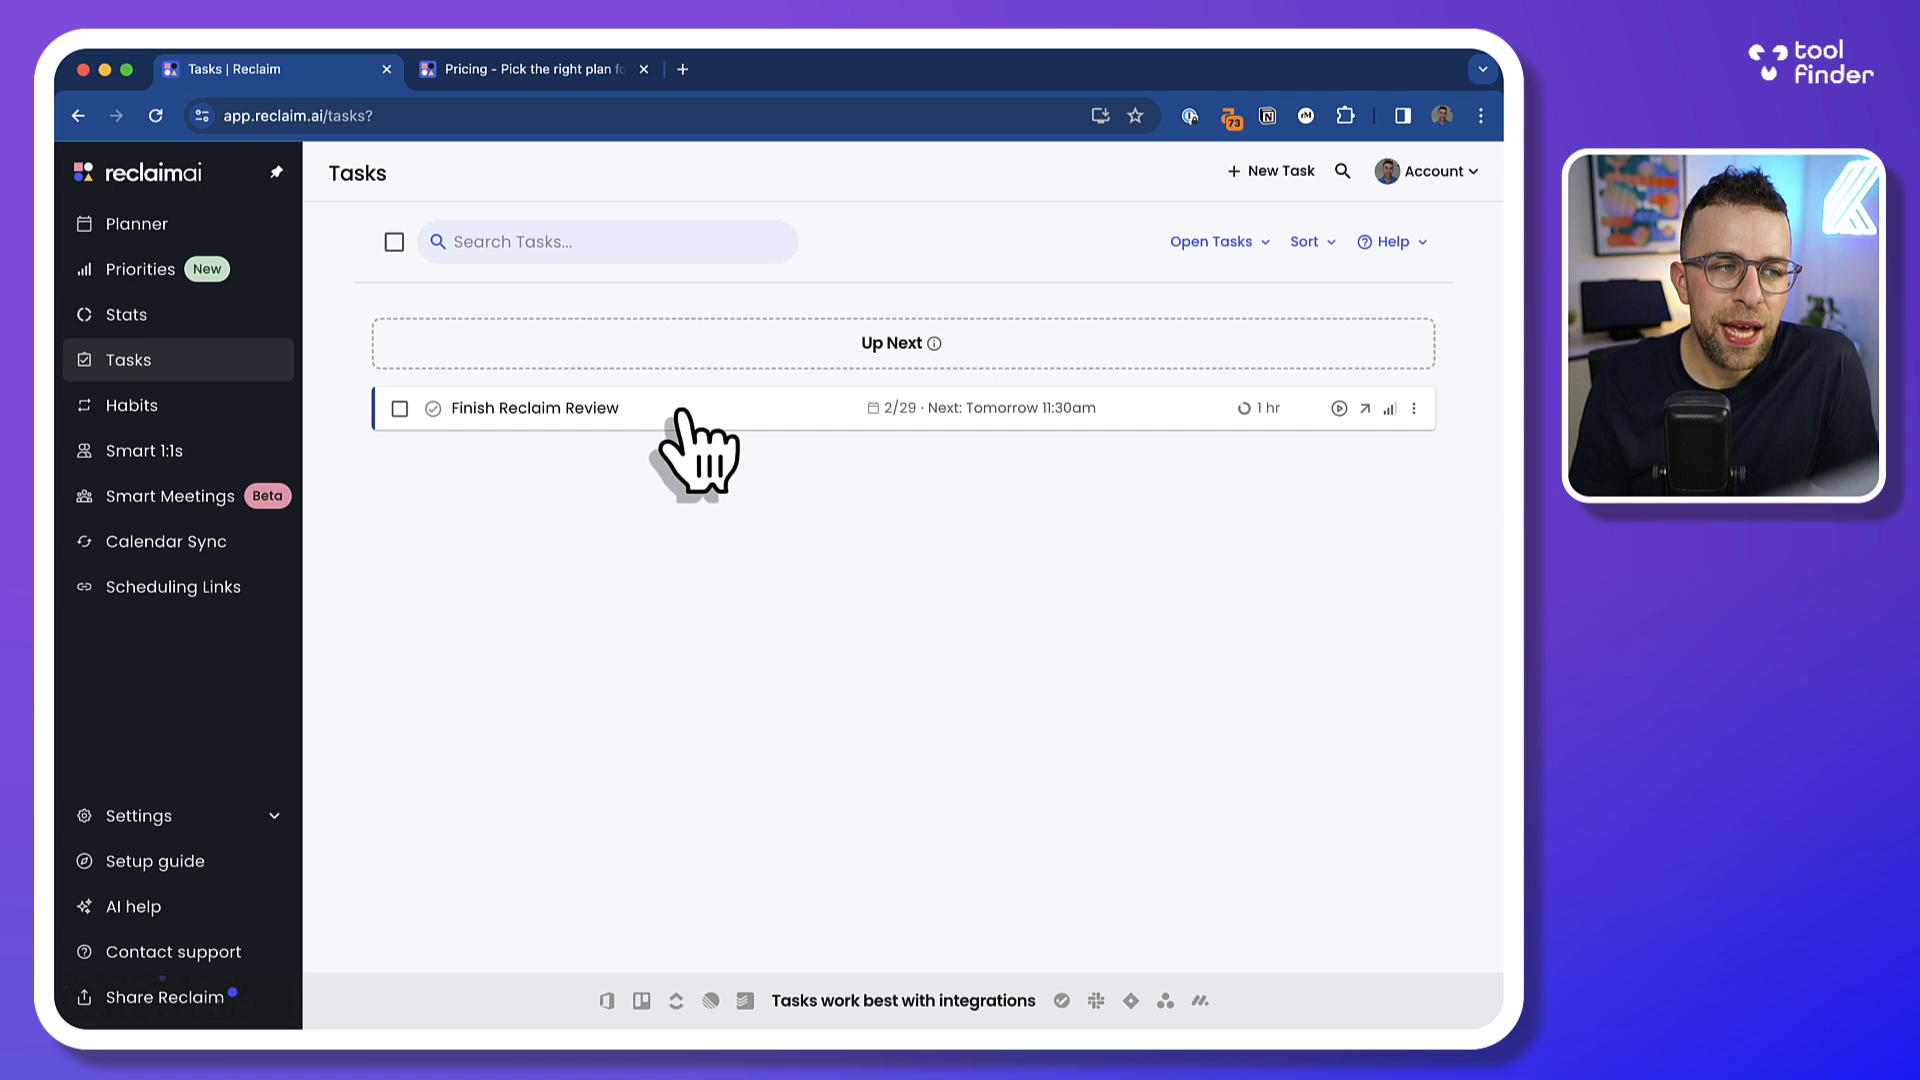 tool
finder
Tasks | Reclaim
Pricing - Pick the right plan fo
app.reclaim.ai/tasks?
73
reclaimai
Tasks
New Task
Account
Planner
Search Tasks...
Open Tasks
Sort
Help
Priorities New
Stats
Up Next
Tasks
Finish Reclaim Review
2/29 · Next: Tomorrow 11:30am
1 hr
Habits
Smart 1:1s
Smart Meetings Beta
Calendar Sync
Scheduling Links
Settings
Setup guide
AI help
Contact support
Share Reclaim
Tasks work best with integrations